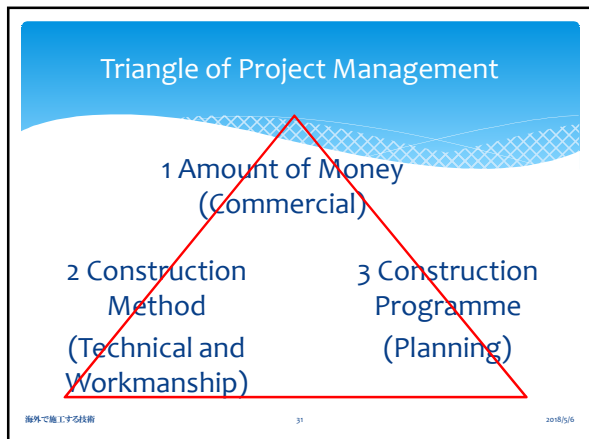 Triangle of Project Management
1 Amount of Money
(Commercial)
2 Construction
Method
(Technical and
Workmanship)
3 Construction
Programme
(Planning)
海外で施工する技術
31
2018/5/6